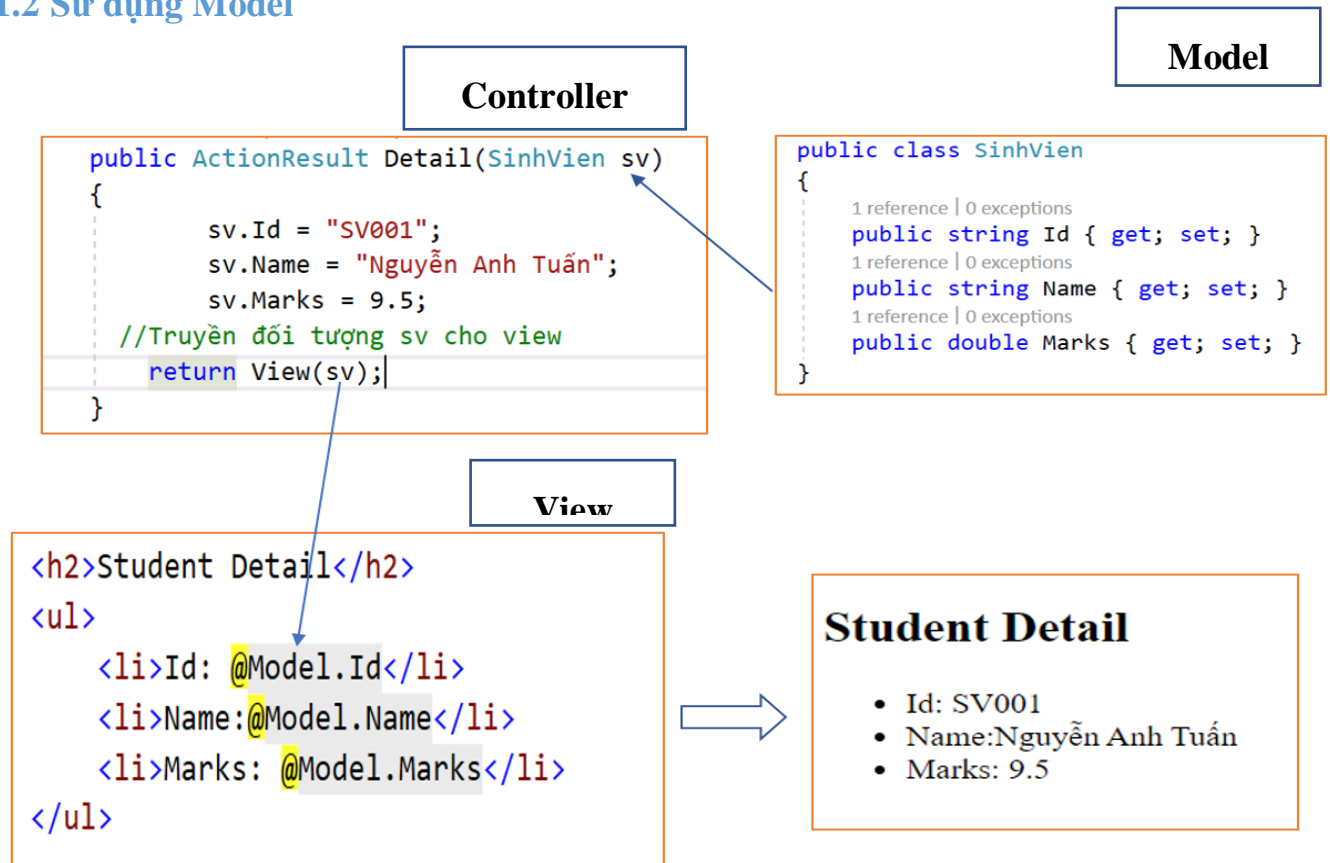 1.2 Sử dụng Model
Model
Controller
public ActionResult Detail(SinhVien sv)
{
sv.Id = "SV001";
sv.Name = "Nguyễn Anh Tuấn";
sv.Marks = 9.5;
//Truyền đối tượng sv cho view
return View(sv);
}
public class SinhVien
{
1 reference | 0 exceptions
public string Id { get; set; }
1 reference | 0 exceptions
public string Name { get; set; }
1 reference | 0 exceptions
public double Marks { get; set; }
}
View
<h2>Student Detail</h2>
<ul>
<li>Id: @Model.Id</li>
<li>Name:@Model.Name</li>
<li>Marks: @Model.Marks</li>
</ul>
Student Detail
• Id: SV001
• Name:Nguyễn Anh Tuấn
• Marks: 9.5